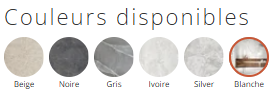 Couleurs disponibles
Beige Noire Gris Ivoire Silver Blanche